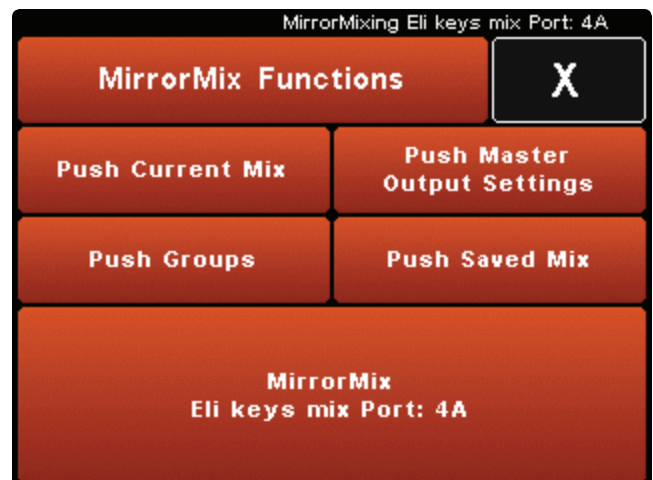 MirrorMixing Eli keys mix Port: 4A
MirrorMix Functions
X
Push Current Mix
Push Master
Output Settings
Push Groups
Push Saved Mix
MirrorMix
Eli keys mix Port: 4A